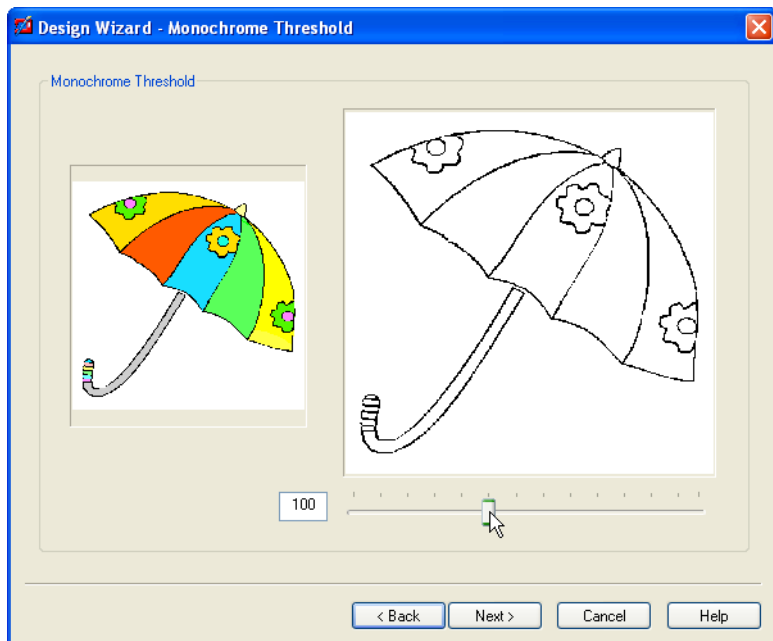 Design Wizard - Monochrome Threshold
Monochrome Threshold
100
< Back
Next >
Cancel
Help